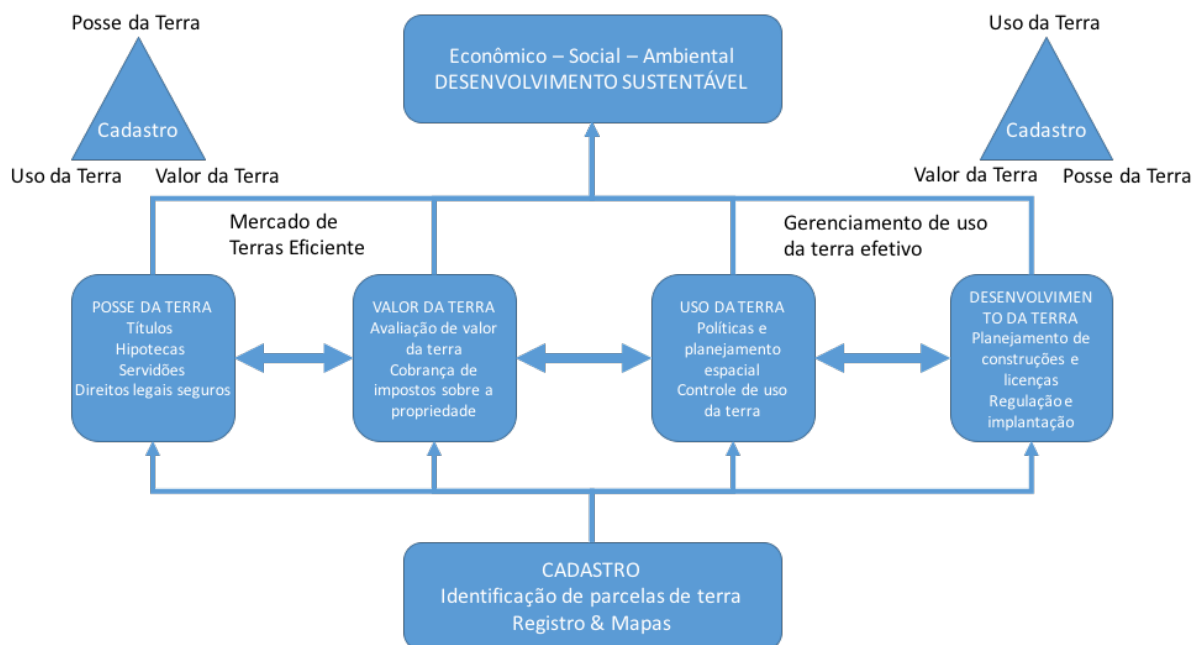 Posse da Terra
Cadastro
Uso da Terra
Valor da Terra
Econômico – Social – Ambiental
DESENVOLVIMENTO SUSTENTÁVEL
Uso da Terra
Cadastro
Valor da Terra
Posse da Terra
Mercado de
Terras Eficiente
Gerenciamento de uso
da terra efetivo
POSSE DA TERRA
Títulos
Hipotecas
Servidões
Direitos legais seguros
VALOR DA TERRA
Avaliação de valor
da terra
Cobrança de
impostos sobre a
propriedade
USO DA TERRA
Políticas e
planejamento
espacial
Controle de uso
da terra
DESENVOLVIMEN
TO DA TERRA
Planejamento de
construções e
licenças
Regulação e
implantação
CADASTRO
Identificação de parcelas de terra
Registro & Mapas